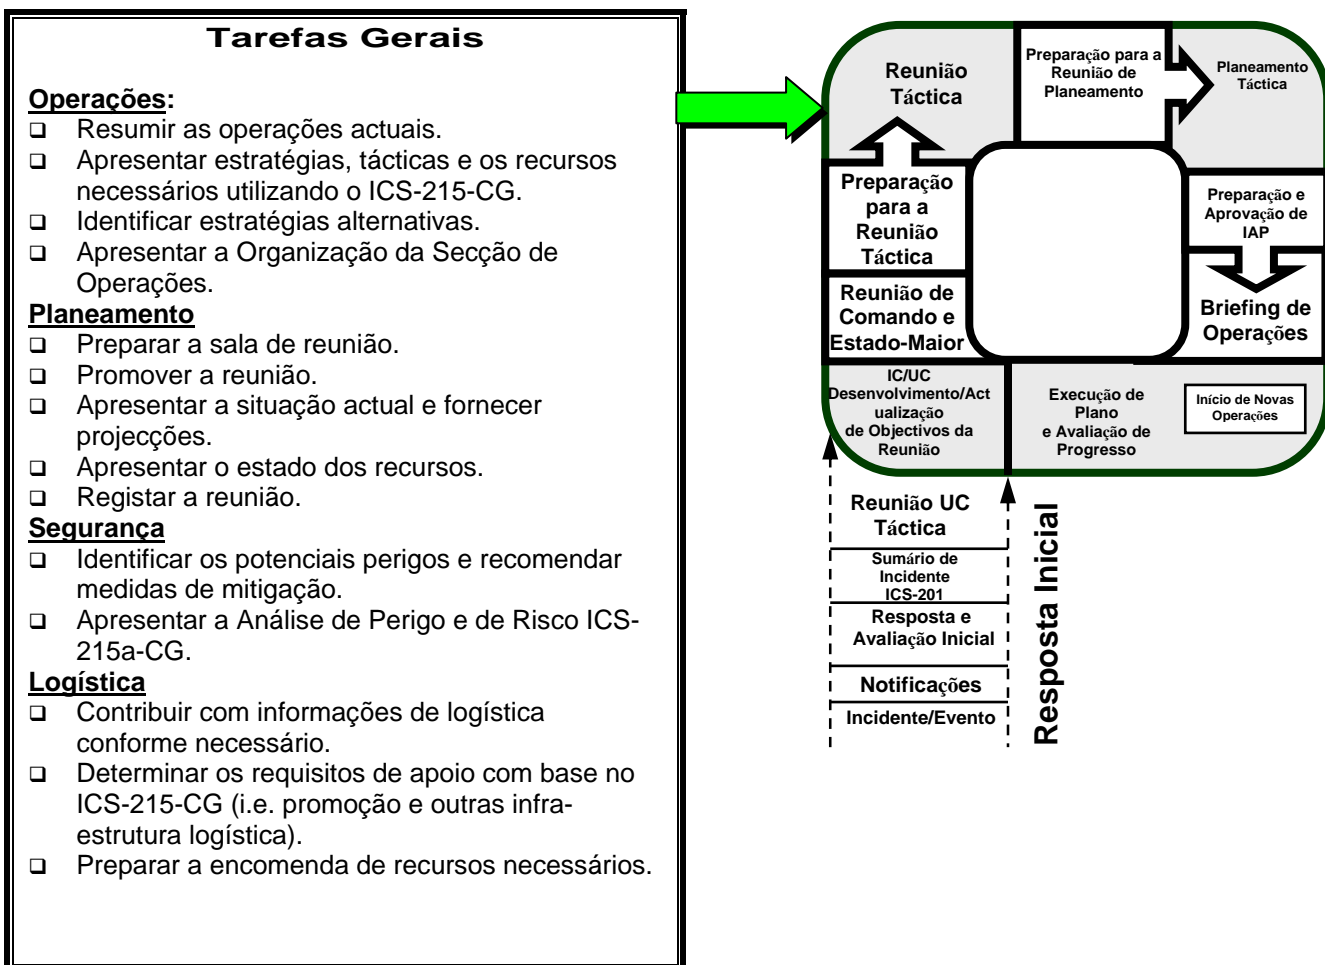 Tarefas Gerais
Operações:
❑ Resumir as operações actuais.
❑ Apresentar estratégias, tácticas e os recursos
necessários utilizando o ICS-215-CG.
❑ Identificar estratégias alternativas.
❑ Apresentar a Organização da Secção de
Operações.
Planeamento
❑ Preparar a sala de reunião.
❑ Promover a reunião.
❑ Apresentar a situação actual e fornecer
projecções.
❑ Apresentar o estado dos recursos.
❑ Registar a reunião.
Segurança
❑ Identificar os potenciais perigos e recomendar
medidas de mitigação.
❑ Apresentar a Análise de Perigo e de Risco ICS-
215a-CG.
Logística
❑ Contribuir com informações de logística
conforme necessário.
❑ Determinar os requisitos de apoio com base no
ICS-215-CG (i.e. promoção e outras infra-
estrutura logística).
❑ Preparar a encomenda de recursos necessários.
Reunião
Táctica
Preparação para a
Reunião de
Planeamento
Planeamento
Táctica
Preparação
para a
Reunião
Táctica
Preparação e
Aprovação de
IAP
Reunião de
Comando e
Estado-Maior
Briefing de
Operações
IC/UC
Desenvolvimento/Act
ualização
de Objectivos da
Reunião
Execução de
Plano
e Avaliação de
Progresso
Início de Novas
Operações
Reunião UC
Táctica
Sumário de
Incidente
ICS-201
Resposta e
Avaliação Inicial
Notificações
Incidente/Evento
Resposta Inicial